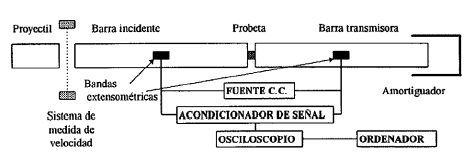 Proyectil
Barra incidente
Probeta
Barra transmisora
Bandas
extensométricas
FUENTE C.C.
Amortiguador
Sistema de
medida de
velocidad
ACONDICIONADOR DE SEÑAL
OSCILOSCOPIO
ORDENADOR